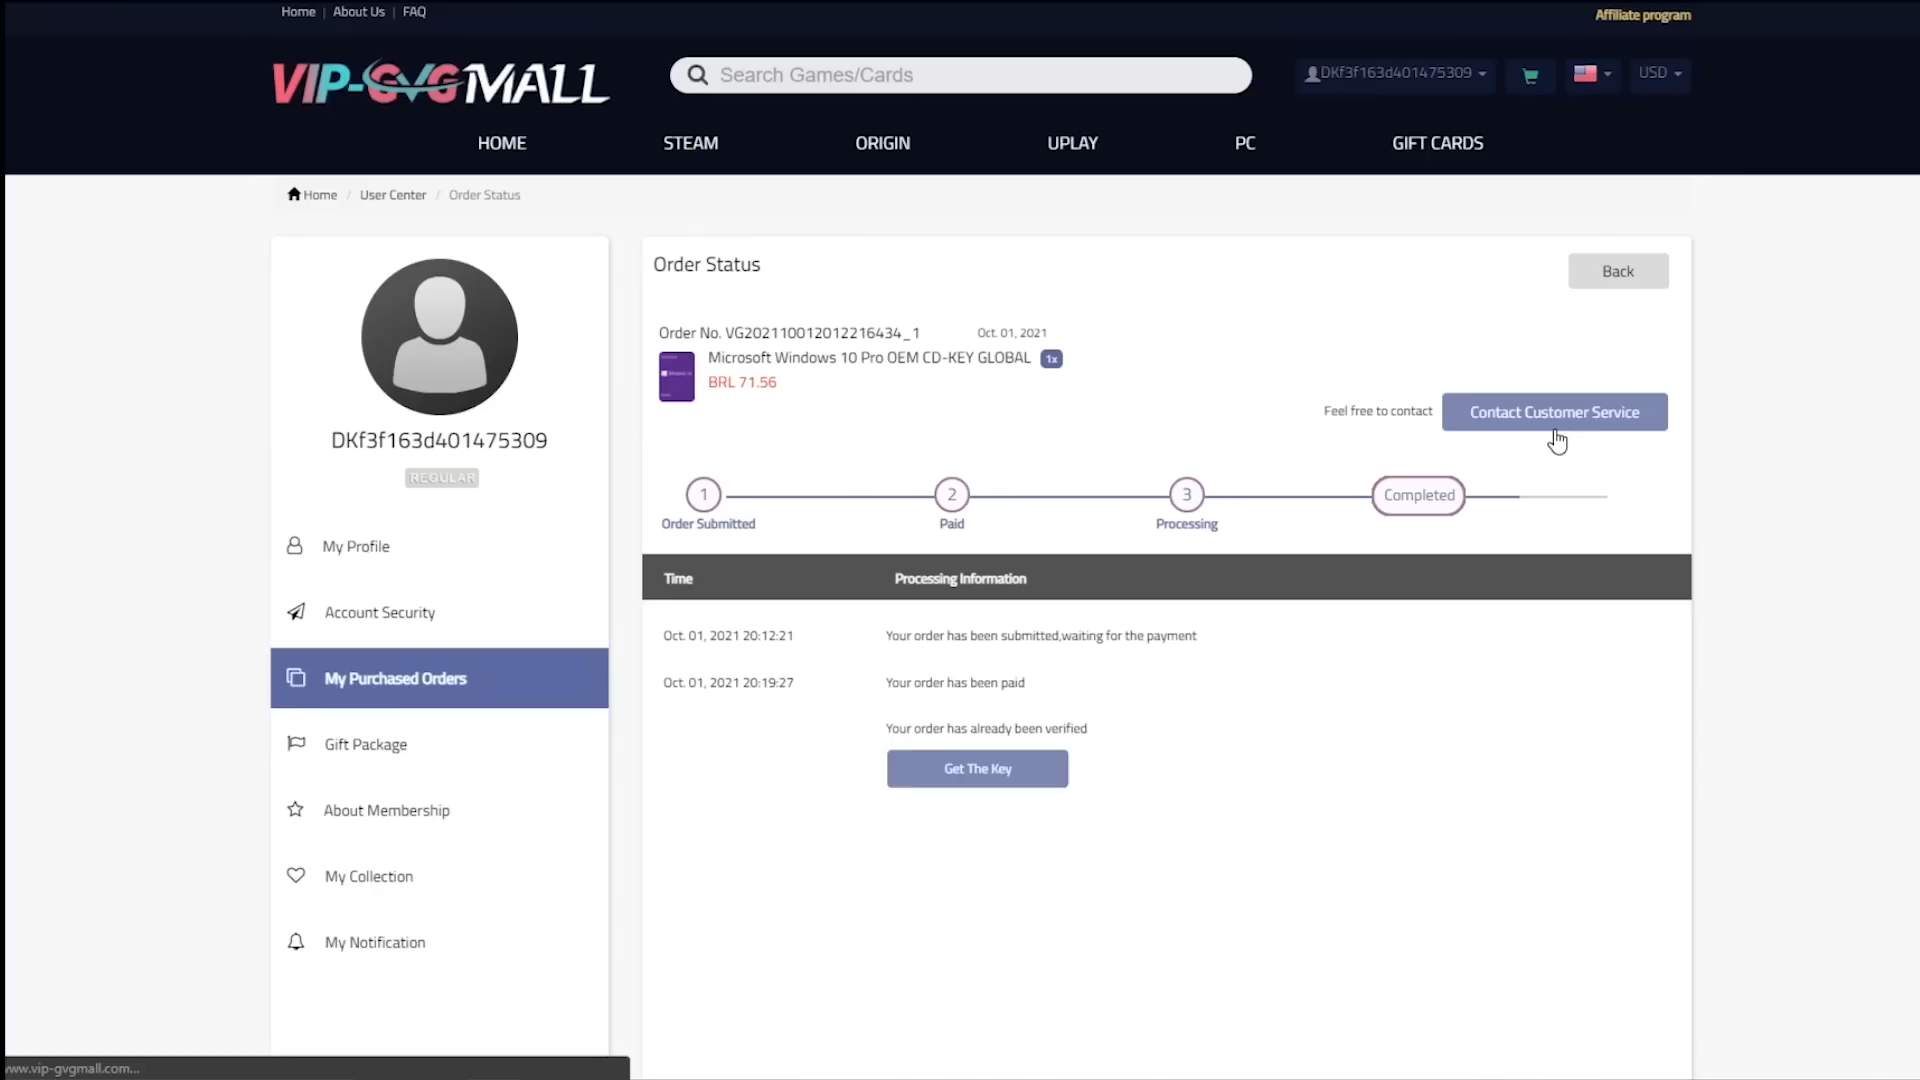 Home | About Us | FAQ
Affiliate program
VIP-GVGMALL
Search Games/Cards
DKf3f163d401475309
USD
HOME
STEAM
ORIGIN
UPLAY
PC
GIFT CARDS
Home / User Center / Order Status
DKf3f163d401475309
REGULAR
My Profile
Account Security
My Purchased Orders
Gift Package
About Membership
My Collection
My Notification
Order Status
Back
Order No. VG202110012012216434_1 Oct. 01, 2021
Microsoft Windows 10 Pro OEM CD-KEY GLOBAL 1x
BRL 71.56
Feel free to contact
Contact Customer Service
1
2
3
Completed
Order Submitted
Paid
Processing
Time
Processing Information
Oct. 01, 2021 20:12:21
Your order has been submitted,waiting for the payment
Oct. 01, 2021 20:19:27
Your order has been paid
Your order has already been verified
Get The Key
www.vip-gvgmall.com...